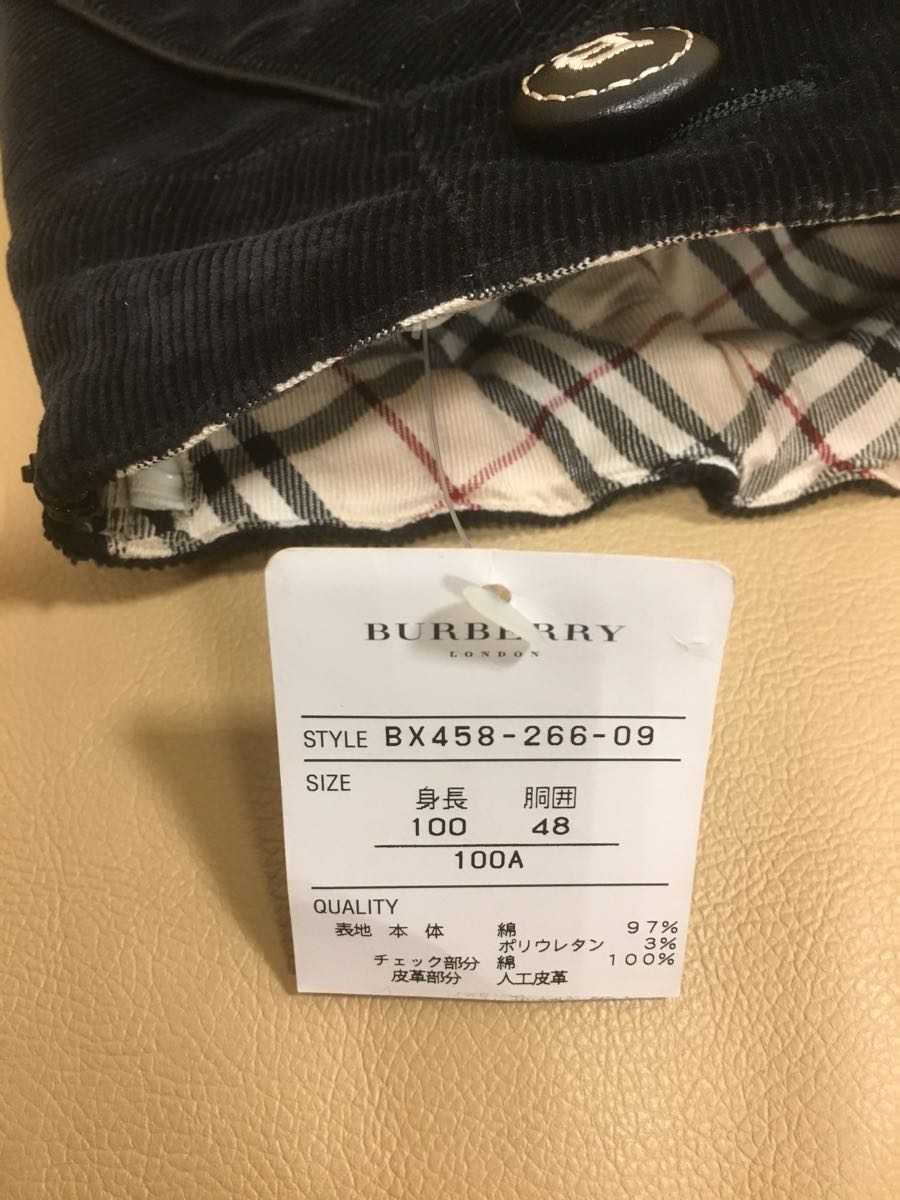 BURBERRY
LONDON
STYLE BX458-266-09
SIZE
身長 胴囲
100 48
100A
QUALITY
表地 本 体 綿 97%
ポリウレタン 3%
チェック部分 綿 100%
皮革部分 人工皮革